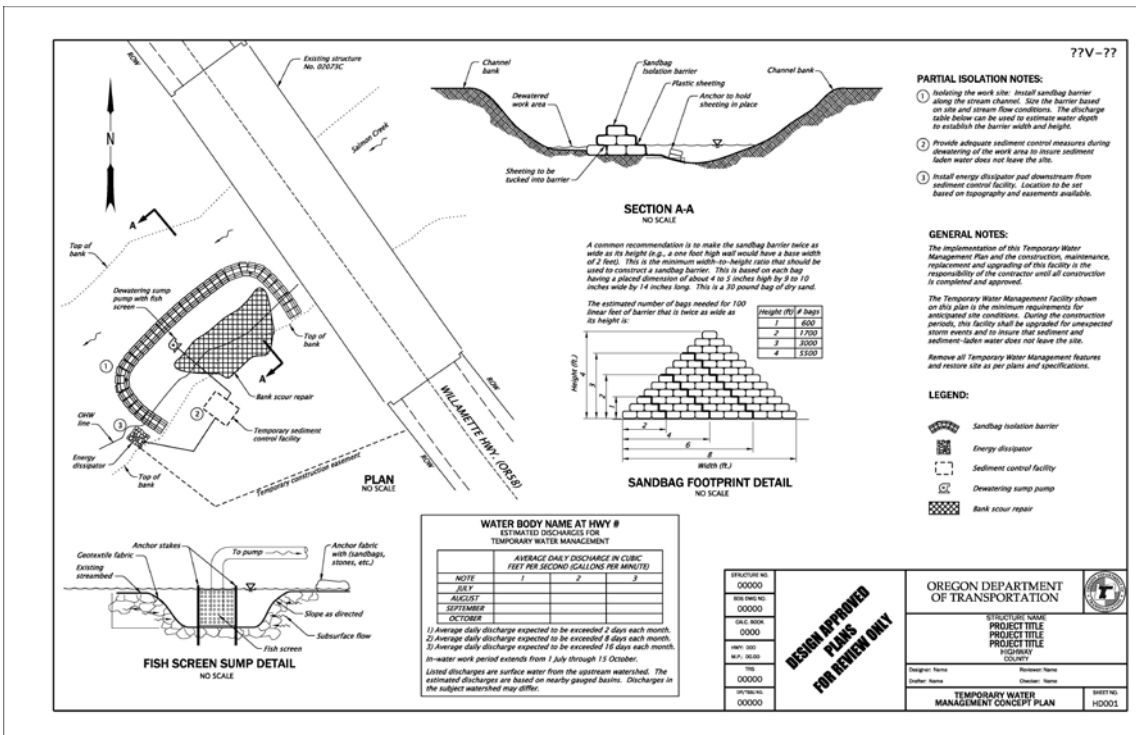 ??V-??
ROW
Existing structure
No. 02073C
N
Salmon Creek
A
Top of
bank
Dewatering sump
pump with fish
screen
1
Top of
bank
A
Bank scour repair
2
OHW
line
3
Temporary sediment
control facility
Energy
dissipator
Top of
bank
Temporary construction easement
ROW
WILLAMETTE HWY. (OR58)
ROW
PLAN
NO SCALE
Channel
bank
Sandbag
Isolation barrier
Plastic sheeting
Channel bank
Dewatered
work area
Anchor to hold
sheeting in place
Sheeting to be
tucked into barrier
SECTION A-A
NO SCALE
A common recommendation is to make the sandbag barrier twice as
wide as its height (e.g., a one foot high wall would have a base width
of 2 feet). This is the minimum width-to-height ratio that should be
used to construct a sandbag barrier. This is based on each bag
having a placed dimension of about 4 to 5 inches high by 9 to 10
inches wide by 14 inches long. This is a 30 pound bag of dry sand.
The estimated number of bags needed for 100
linear feet of barrier that is twice as wide as
its height is:
Height (ft) # bags
1 600
2 1700
3 3000
4 5500
Height (ft.)
4
3
2
1
2
4
6
8
Width (ft.)
SANDBAG FOOTPRINT DETAIL
NO SCALE
PARTIAL ISOLATION NOTES:
1 Isolating the work site: Install sandbag barrier
along the stream channel. Size the barrier based
on site and stream flow conditions. The discharge
table below can be used to estimate water depth
to establish the barrier width and height.
2 Provide adequate sediment control measures during
dewatering of the work area to insure sediment
laden water does not leave the site.
3 Install energy dissipator pad downstream from
sediment control facility. Location to be set
based on topography and easements available.
GENERAL NOTES:
The implementation of this Temporary Water
Management Plan and the construction, maintenance,
replacement and upgrading of this facility is the
responsibility of the contractor until all construction
is completed and approved.
The Temporary Water Management Facility shown
on this plan is the minimum requirements for
anticipated site conditions. During the construction
periods, this facility shall be upgraded for unexpected
storm events and to insure that sediment and
sediment-laden water does not leave the site.
Remove all Temporary Water Management features
and restore site as per plans and specifications.
LEGEND:
Sandbag isolation barrier
Energy dissipator
Sediment control facility
Dewatering sump pump
Bank scour repair
Anchor stakes
To pump
Anchor fabric
with (sandbags,
stones, etc.)
Geotextile fabric
Existing
streambed
Slope as directed
Subsurface flow
Fish screen
FISH SCREEN SUMP DETAIL
NO SCALE
WATER BODY NAME AT HWY #
ESTIMATED DISCHARGES FOR
TEMPORARY WATER MANAGEMENT
AVERAGE DAILY DISCHARGE IN CUBIC
FEET PER SECOND (GALLONS PER MINUTE)
NOTE 1 2 3
JULY
AUGUST
SEPTEMBER
OCTOBER
1) Average daily discharge expected to be exceeded 2 days each month.
2) Average daily discharge expected to be exceeded 8 days each month.
3) Average daily discharge expected to be exceeded 16 days each month.
In-water work period extends from 1 July through 15 October.
Listed discharges are surface water from the upstream watershed. The
estimated discharges are based on nearby gauged basins. Discharges in
the subject watershed may differ.
STRUCTURE NO.
00000
BDS DWG NO.
00000
CALC. BOOK
0000
HWY: 000
M.P.: 00.00
TRS
00000
00000
DESIGN APPROVED
PLANS
FOR REVIEW ONLY
OREGON DEPARTMENT
OF TRANSPORTATION
STRUCTURE NAME
PROJECT TITLE
PROJECT TITLE
PROJECT TITLE
HIGHWAY
COUNTY
Designer: Name Reviewer: Name
Drafter: Name Checker: Name
TEMPORARY WATER
MANAGEMENT CONCEPT PLAN
SHEET NO.
HD001